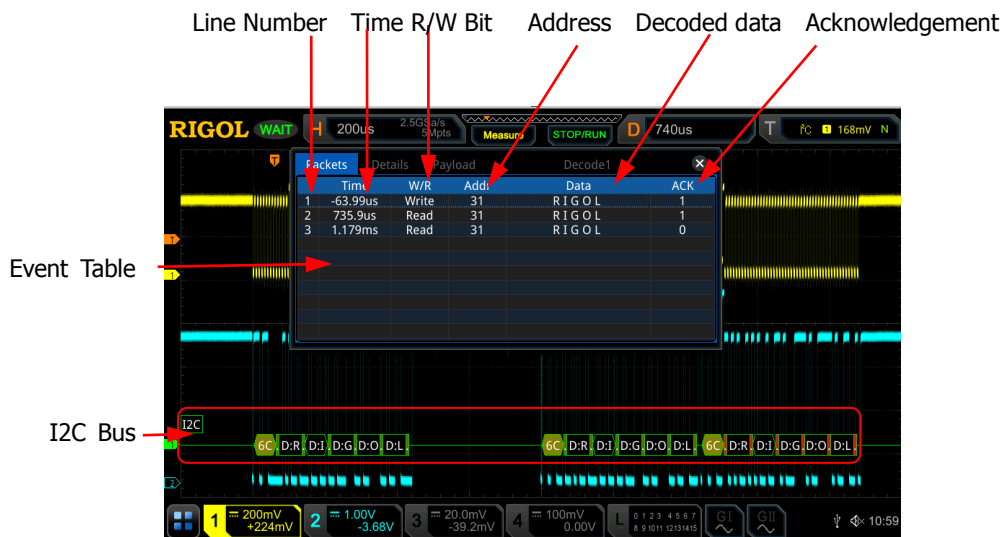 Line Number Time R/W Bit Address Decoded data Acknowledgement
RIGOL WAIT H 200us 2.5GSa/s 5Mpts Measure STOP/RUN D 740us T I²C 1 168mV N
T
Packets Details Payload Decode1
Time W/R Addr Data ACK
1 -63.99us Write 31 R I G O L 1
2 735.9us Read 31 R I G O L 1
3 1.179ms Read 31 R I G O L 0
T
Event Table
1
I2C
I2C Bus
1
6C D:R D:I D:G D:O D:L 6C D:R D:I D:G D:O D:L 6C D:R D:I D:G D:O D:L
2
1 200mV +224mV 2 1.00V -3.68V 3 20.0mV -39.2mV 4 100mV 0.00V L 0 1 2 3 4 5 6 7 8 9 10 11 12 13 14 15 GI GII 10:59